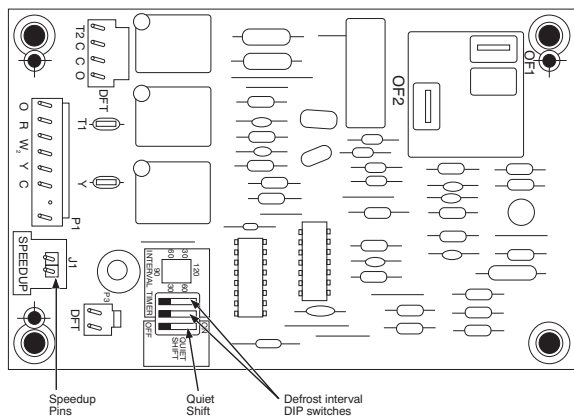 T2 C C O
DFT
T1
Y
O R W2 Y C
P1
OF1
OF2
SPEEDUP
J1
P3
DFT
INTERVAL TIMER
120
30
60
90
30
60
OFF
ON
QUIET
SHIFT
Speedup
Pins
Quiet
Shift
Defrost interval
DIP switches